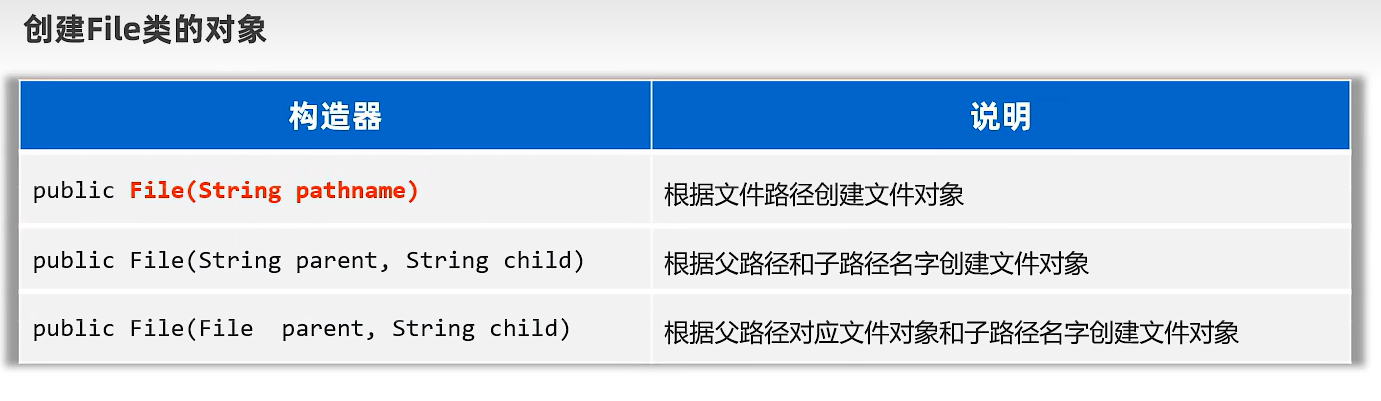 创建File类的对象
构造器 说明
public File(String pathname) 根据文件路径创建文件对象
public File(String parent, String child) 根据父路径和子路径名字创建文件对象
public File(File  parent, String child) 根据父路径对应文件对象和子路径名字创建文件对象